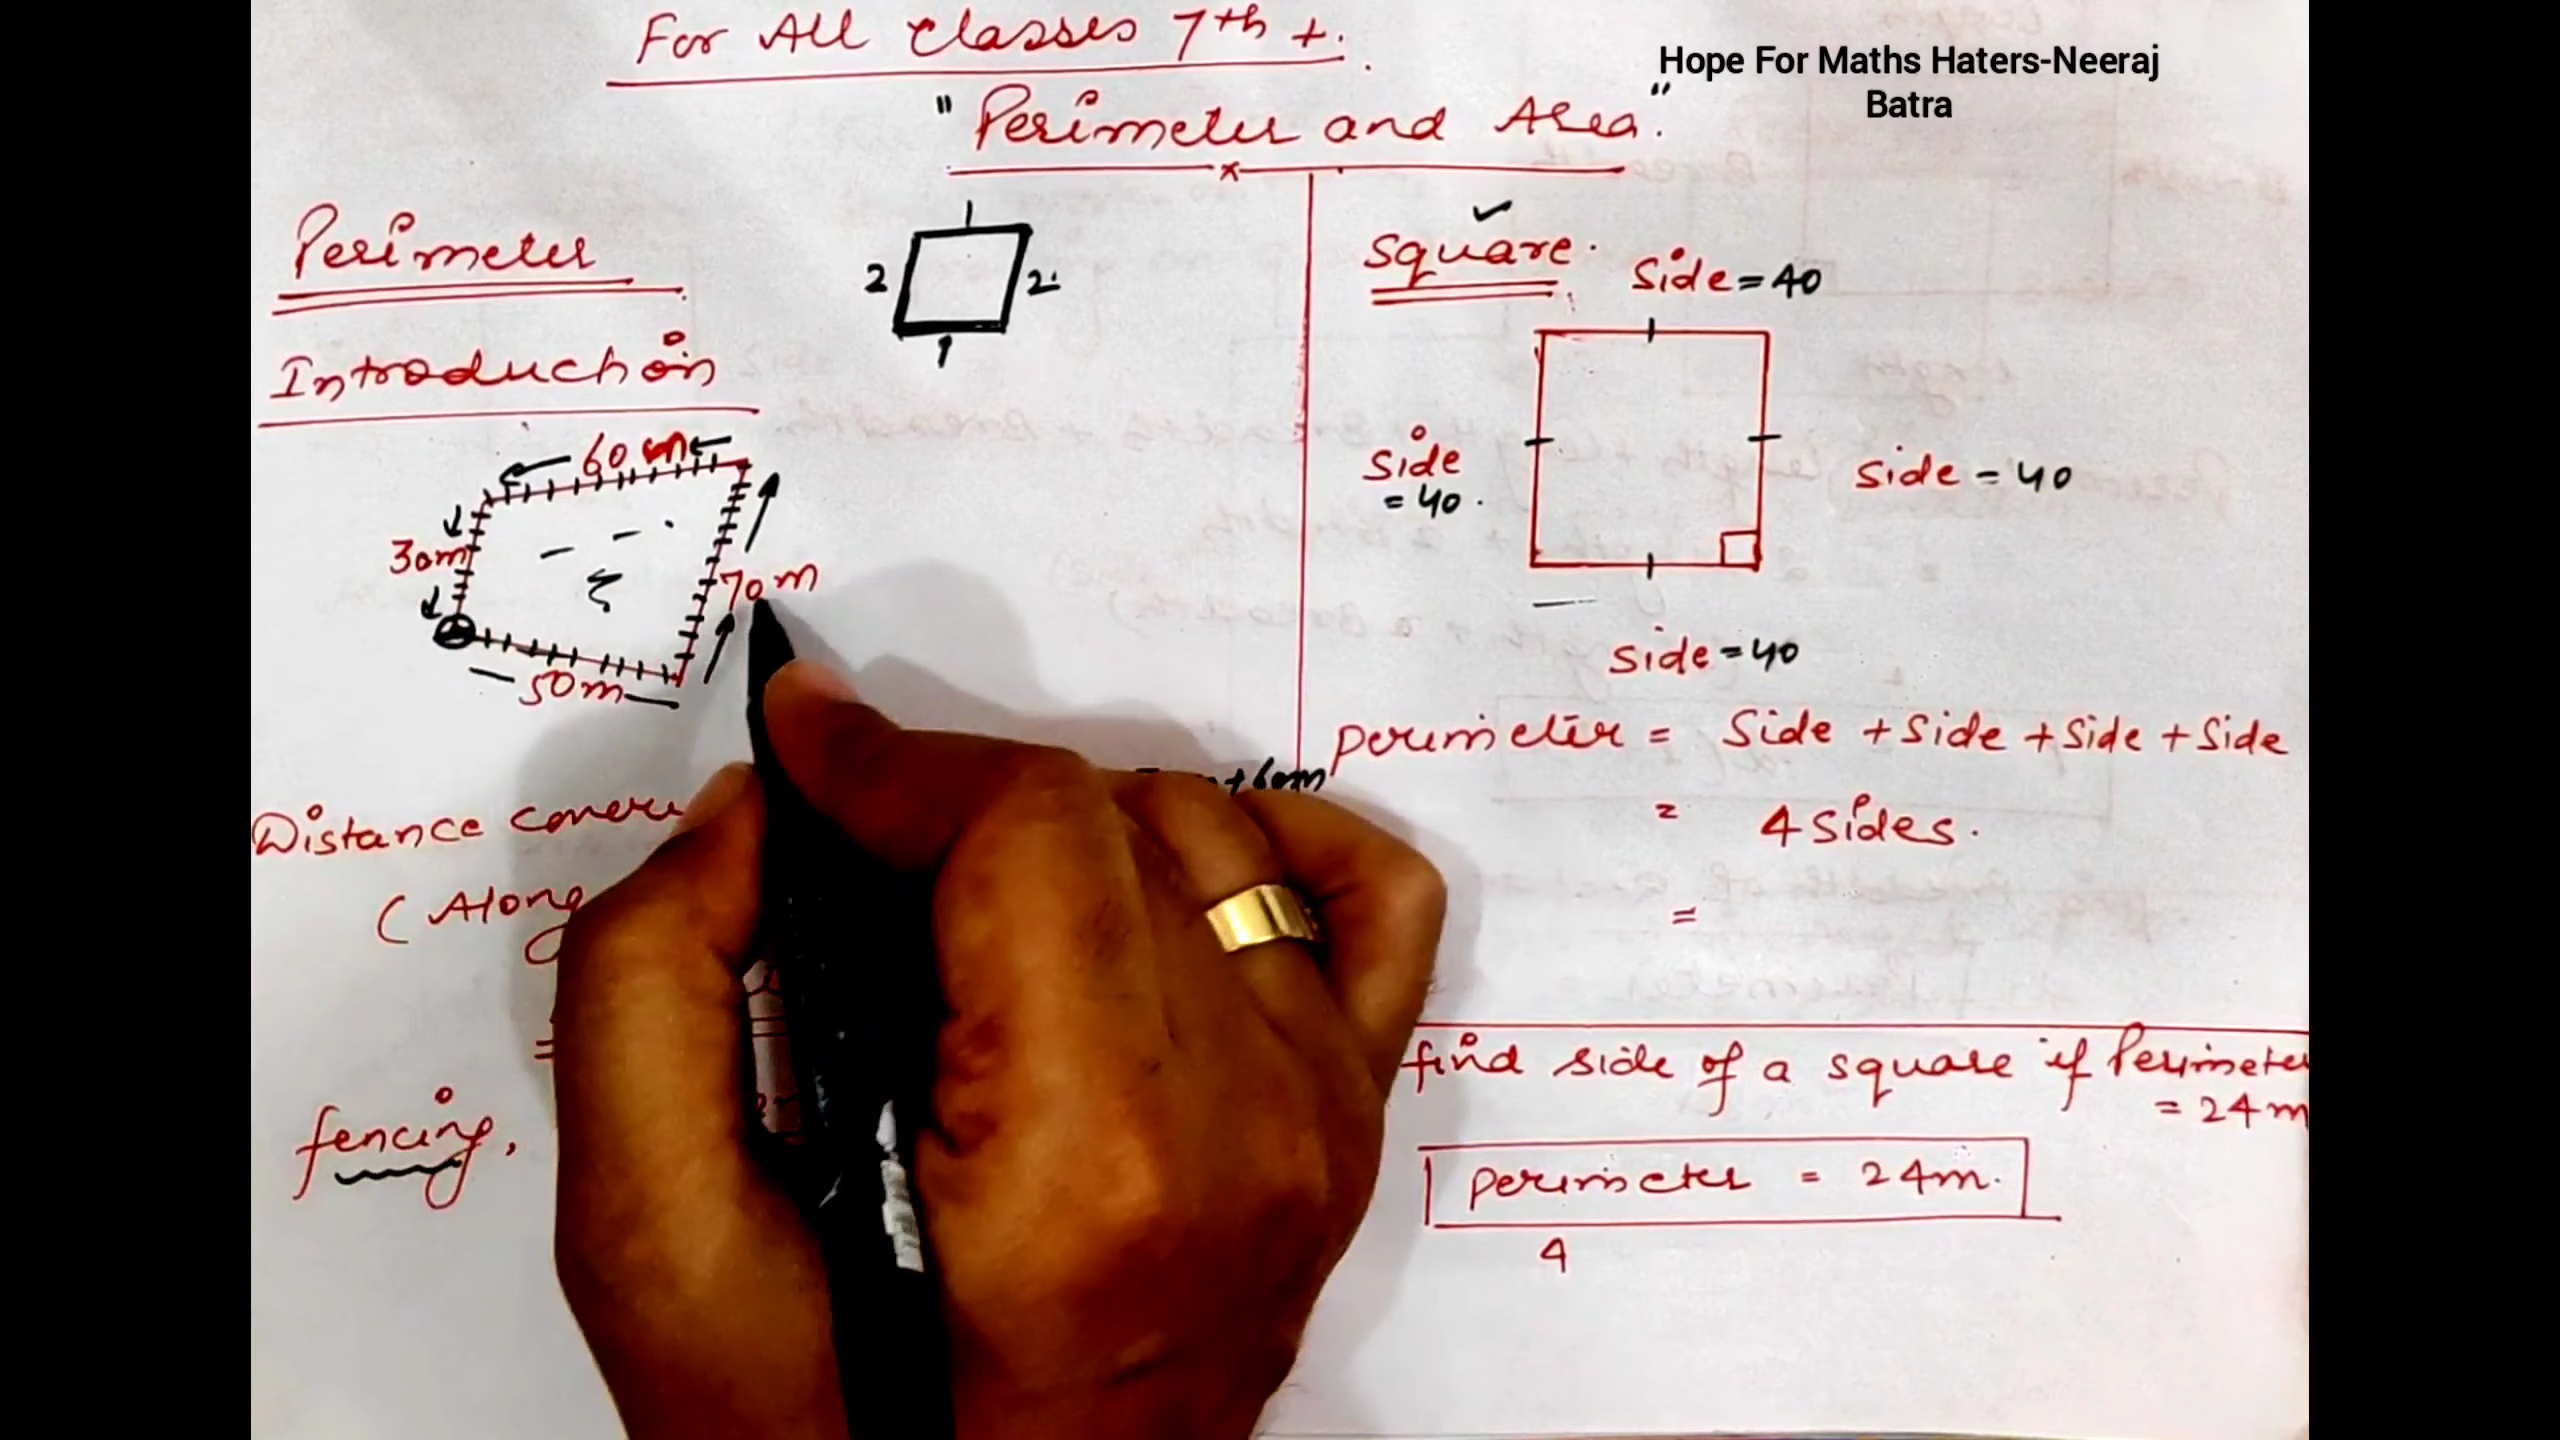 For All Classes 7th +.
Hope For Maths Haters-Neeraj
Batra
"Perimeter and Area."
Perimeter
Introduction
1
2
2
1
60 m
30m
70m
50m
Distance
(Along
=
fencing,
+60m
Square.
Side = 40
Side
= 40.
Side = 40
Side = 40
Perimeter = Side + Side + Side + Side
= 4 Sides.
=
find side of a square if Perimeter
= 24m
perimeter = 24m.
4